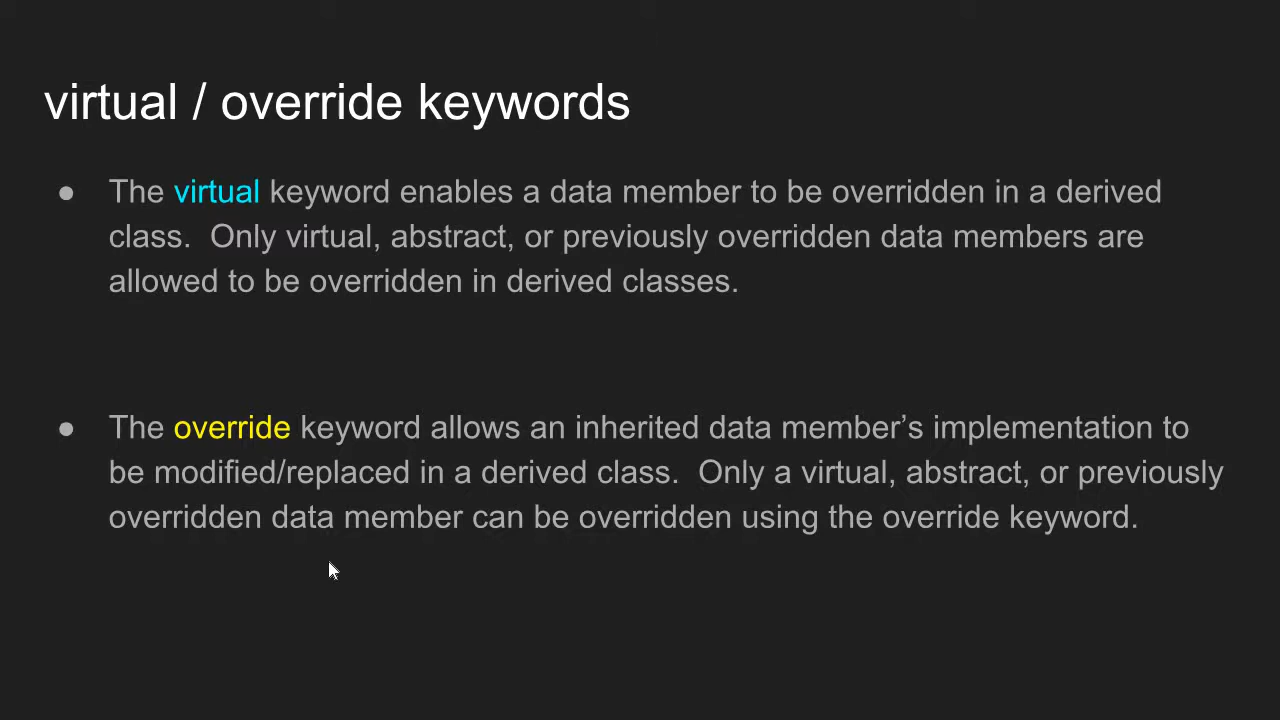 virtual / override keywords
● The virtual keyword enables a data member to be overridden in a derived
class.  Only virtual, abstract, or previously overridden data members are
allowed to be overridden in derived classes.
● The override keyword allows an inherited data member’s implementation to
be modified/replaced in a derived class.  Only a virtual, abstract, or previously
overridden data member can be overridden using the override keyword.